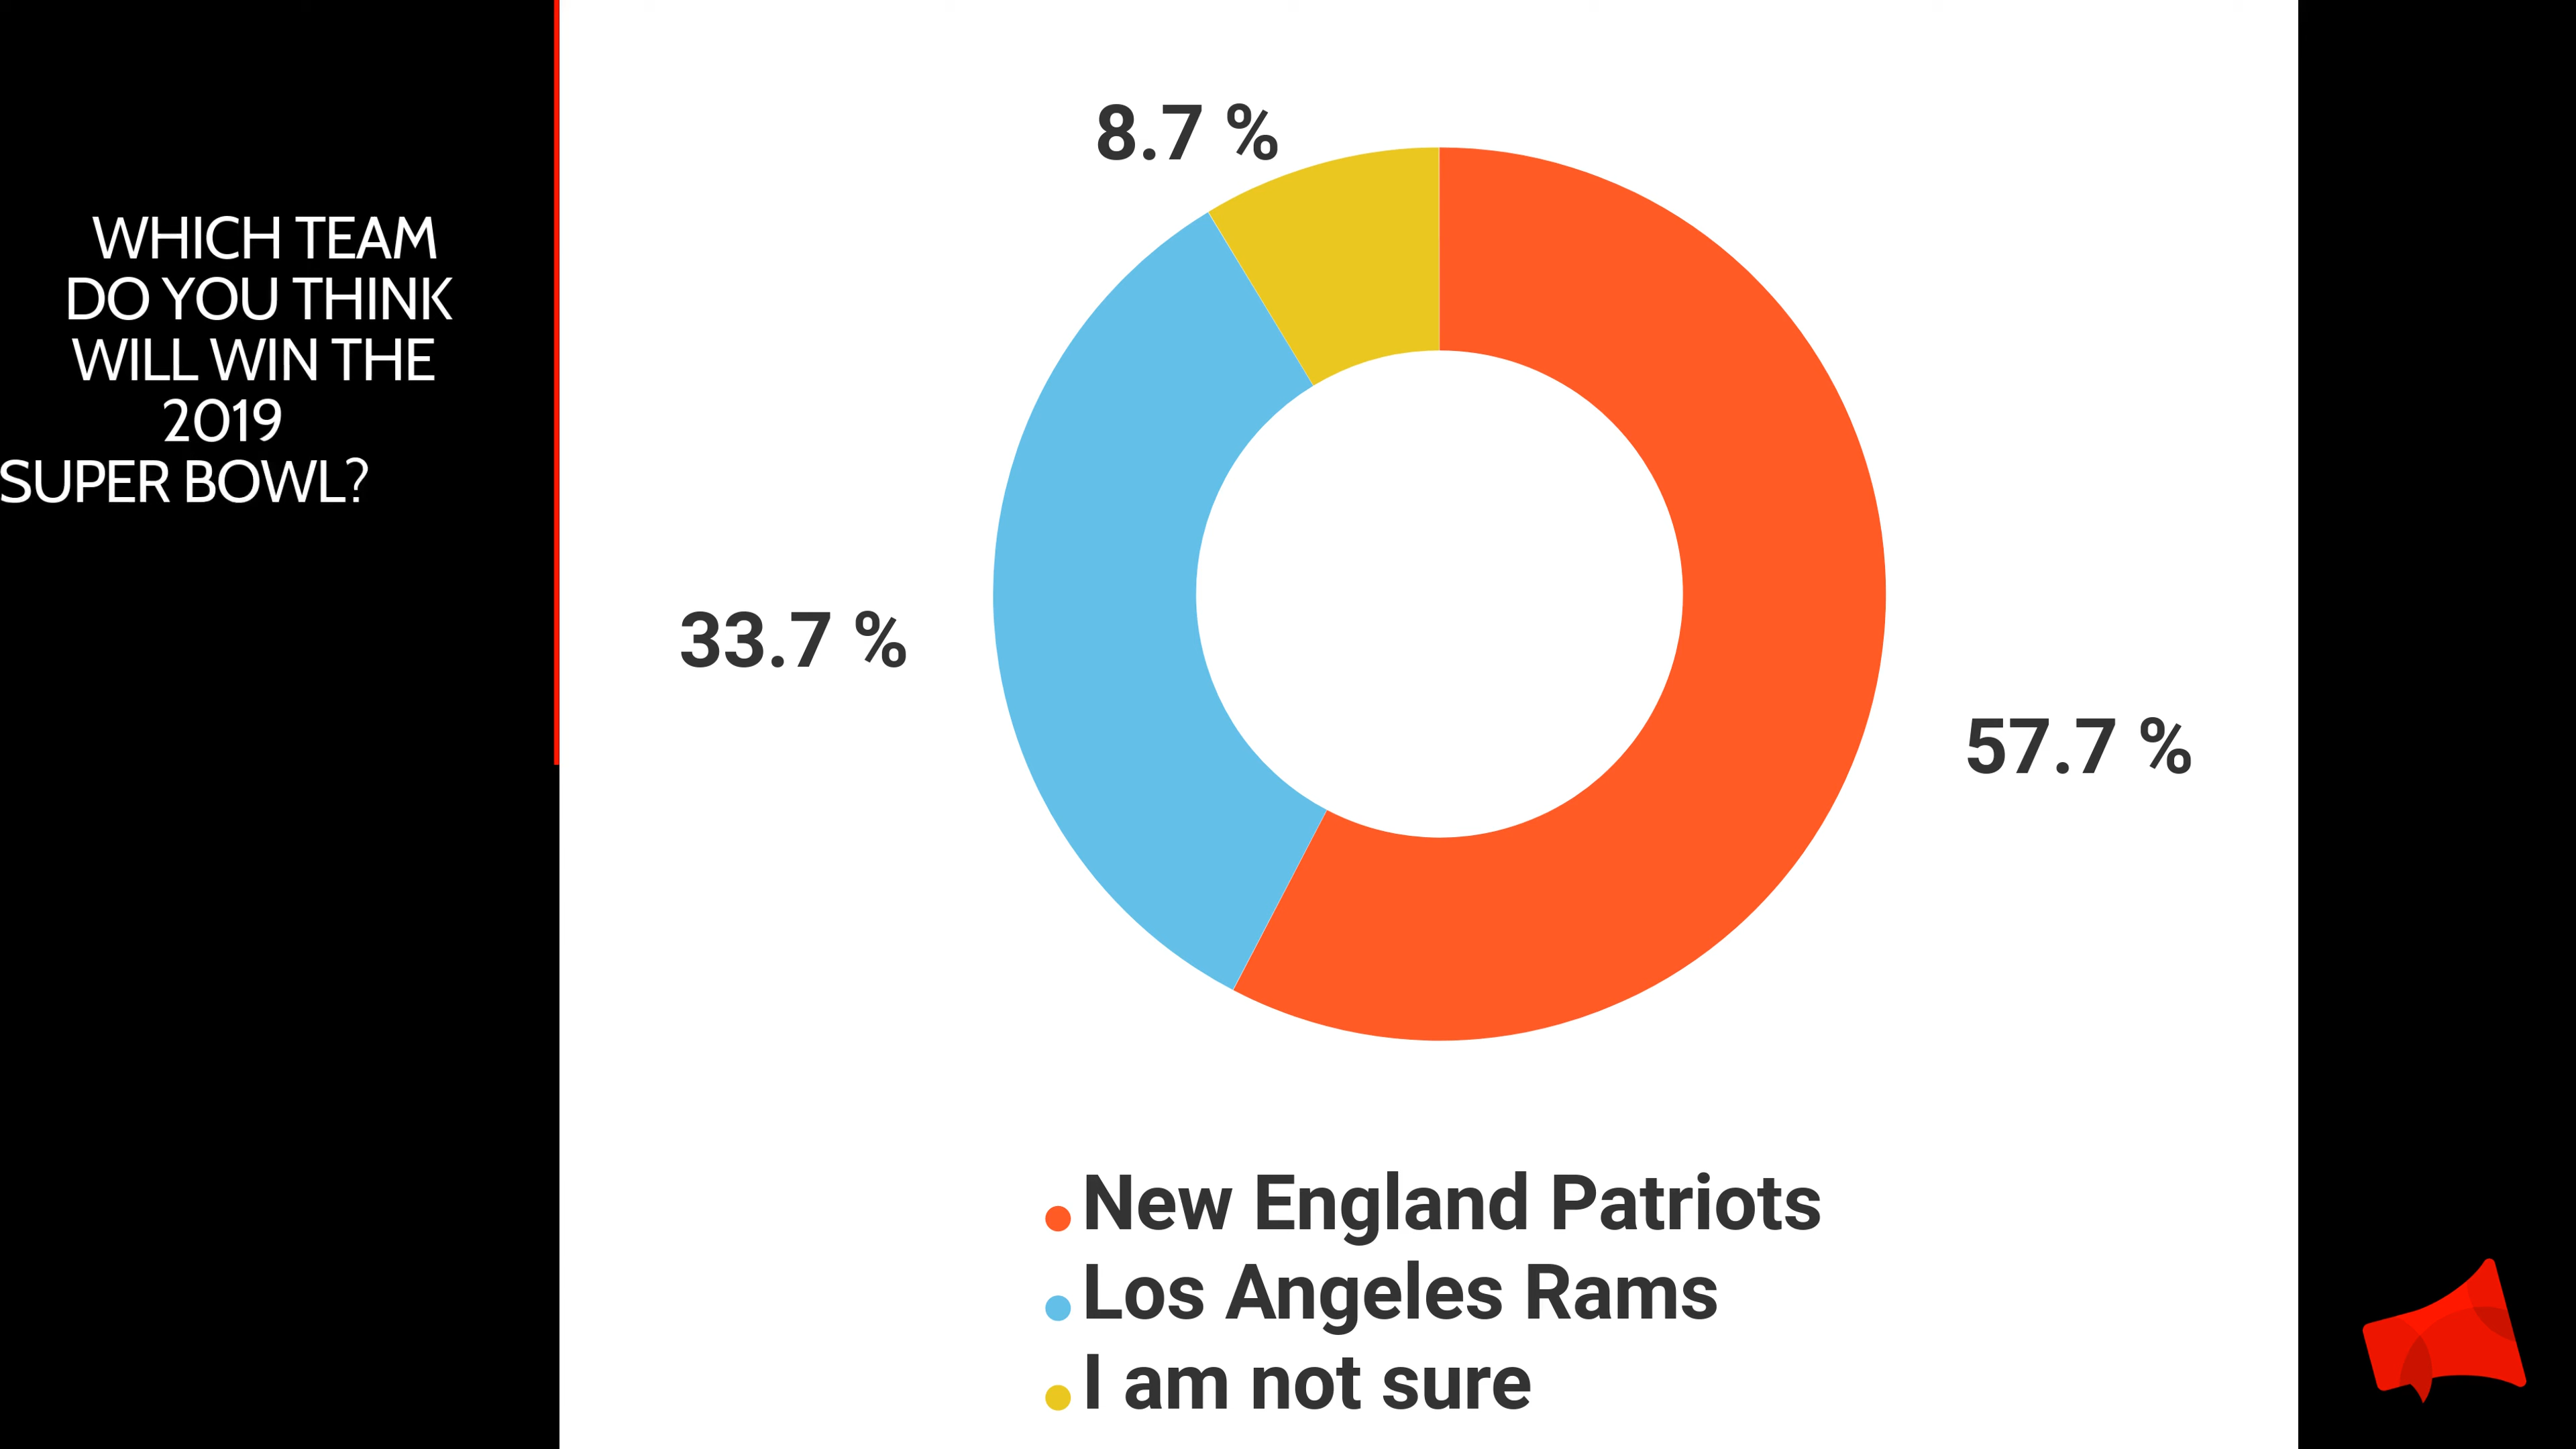 WHICH TEAM
DO YOU THINK
WILL WIN THE
2019
SUPER BOWL?
8.7 %
33.7 %
57.7 %
New England Patriots
Los Angeles Rams
I am not sure